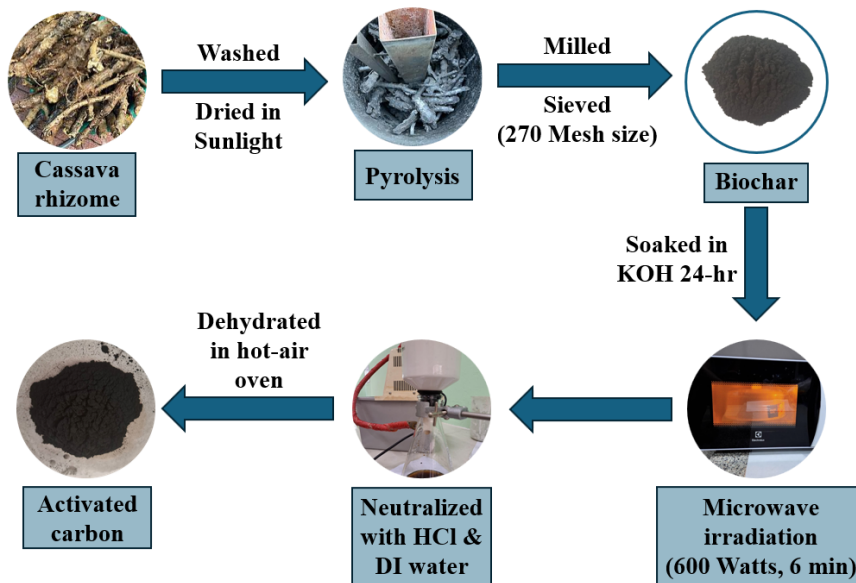 Washed
Dried in
Sunlight
Milled
Sieved
(270 Mesh size)
Cassava
rhizome
Pyrolysis
Biochar
Soaked in
KOH 24-hr
Dehydrated
in hot-air
oven
Activated
carbon
Neutralized
with HCl &
DI water
Microwave
irradiation
(600 Watts, 6 min)